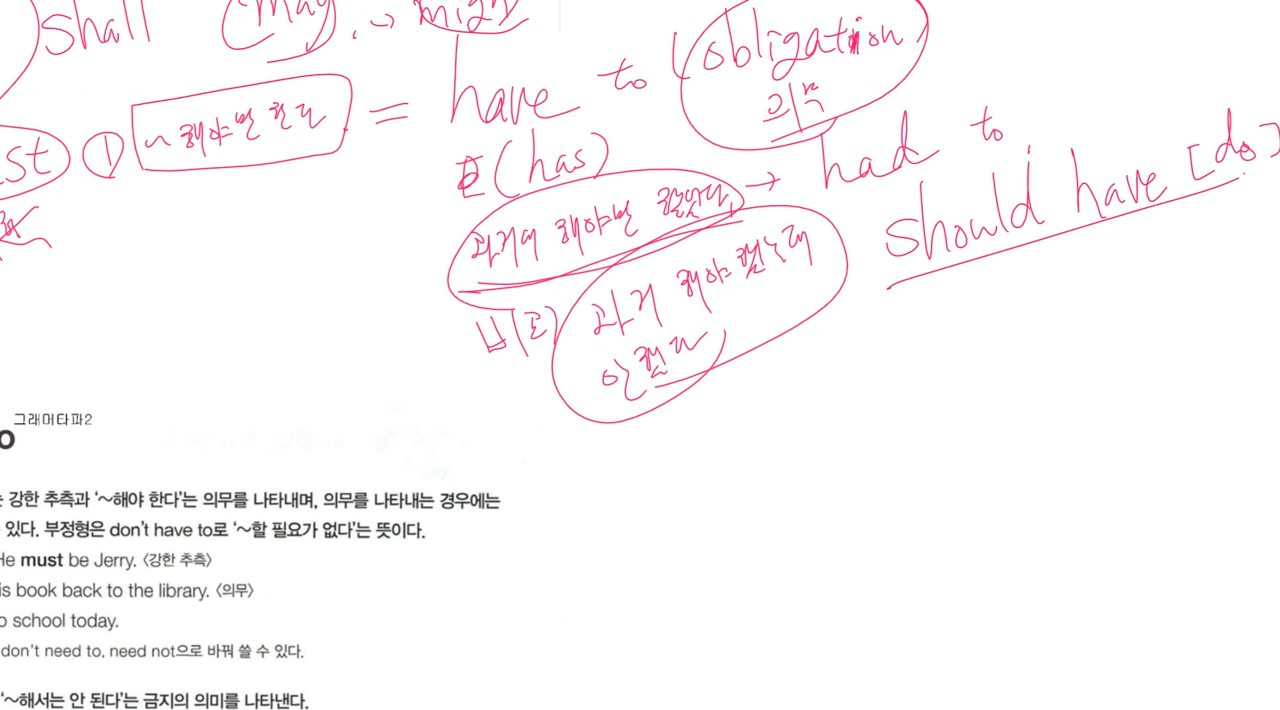 shall may → might
must ① ~해야만 한다 = have to (obligation
의무
(has)
과거에 해야만 했었다, → had to
비(교) 과거 해야 했는데
안 했다
should have [do]
그래머타파2
는 강한 추측과 '~해야 한다'는 의무를 나타내며, 의무를 나타내는 경우에는
있다. 부정형은 don't have to로 '~할 필요가 없다'는 뜻이다.
He must be Jerry. 〈강한 추측〉
is book back to the library. 〈의무〉
o school today.
don't need to, need not으로 바꿔 쓸 수 있다.
'~해서는 안 된다'는 금지의 의미를 나타낸다.